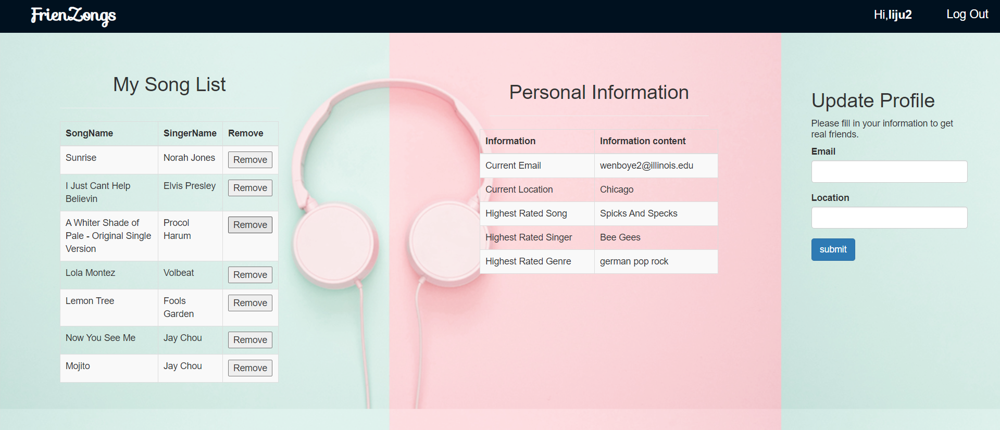 FrienZongs
Hi,liju2
Log Out
My Song List
SongName SingerName Remove
Sunrise Norah Jones Remove
I Just Cant Help
Believin
Elvis Presley
Remove
A Whiter Shade of
Pale - Original Single
Version
Procol
Harum
Remove
Lola Montez Volbeat Remove
Lemon Tree
Fools
Garden
Remove
Now You See Me Jay Chou Remove
Mojito Jay Chou Remove
Personal Information
Information Information content
Current Email wenboye2@illinois.edu
Current Location Chicago
Highest Rated Song Spicks And Specks
Highest Rated Singer Bee Gees
Highest Rated Genre german pop rock
Update Profile
Please fill in your information to get
real friends.
Email
Location
submit